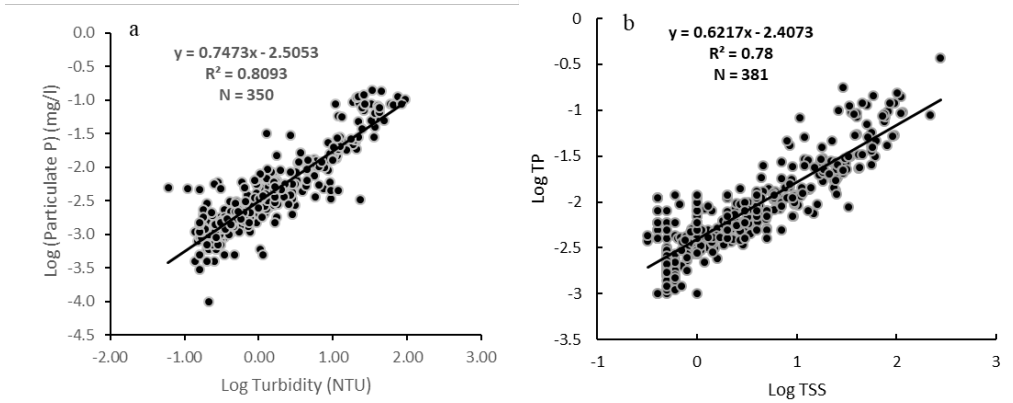 a
y = 0.7473x - 2.5053
R² = 0.8093
N = 350
Log (Particulate P) (mg/l)
0.0
-0.5
-1.0
-1.5
-2.0
-2.5
-3.0
-3.5
-4.0
-4.5
-2.00 -1.00 0.00 1.00 2.00 3.00
Log Turbidity (NTU)
b
y = 0.6217x - 2.4073
R² = 0.78
N = 381
Log TP
0
-0.5
-1
-1.5
-2
-2.5
-3
-3.5
-1 0 1 2 3
Log TSS